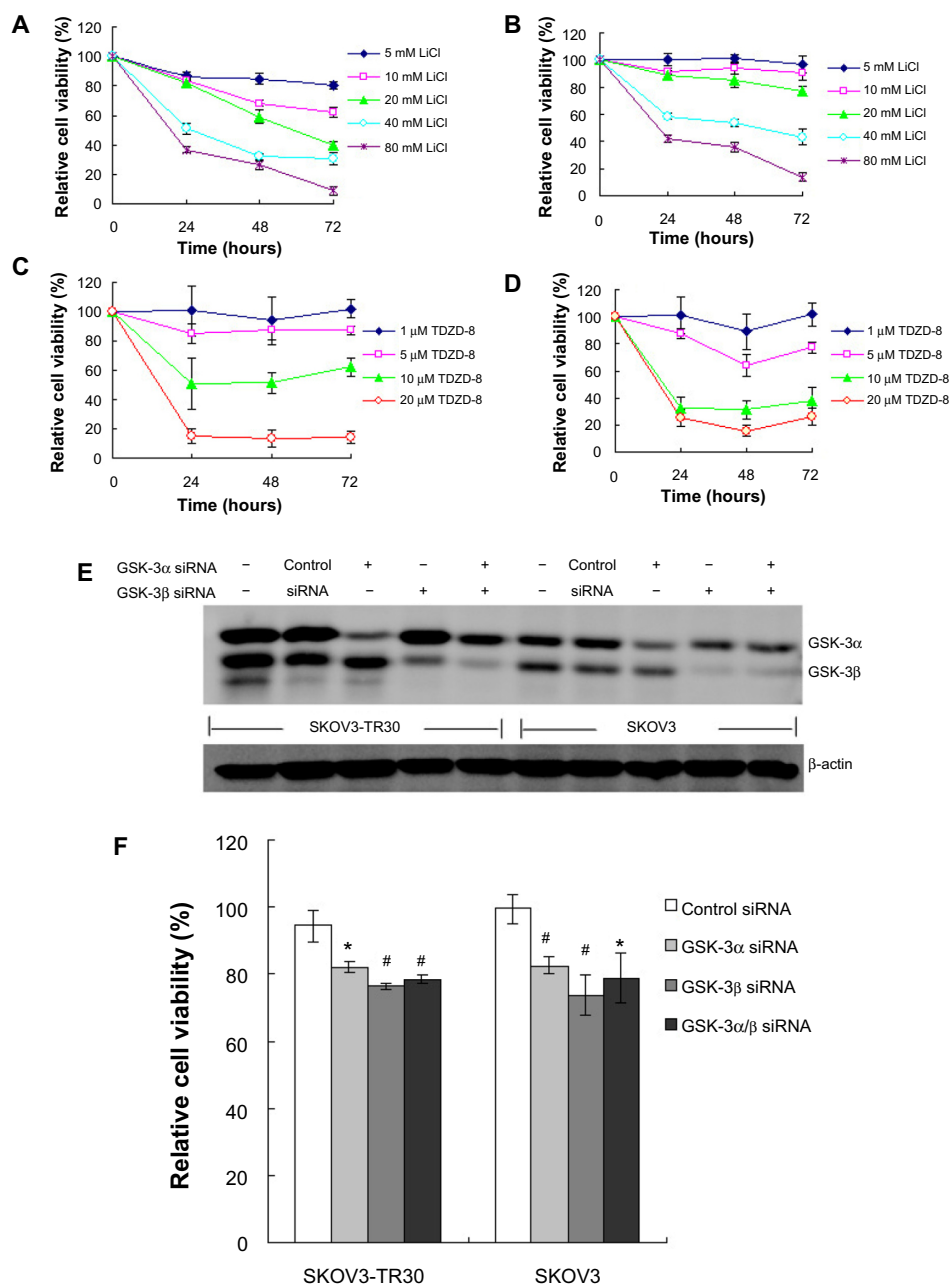 A
Relative cell viability (%)
120
100
80
60
40
20
0
0 24 48 72
Time (hours)
5 mM LiCl
10 mM LiCl
20 mM LiCl
40 mM LiCl
80 mM LiCl
B
Relative cell viability (%)
120
100
80
60
40
20
0
0 24 48 72
Time (hours)
5 mM LiCl
10 mM LiCl
20 mM LiCl
40 mM LiCl
80 mM LiCl
C
Relative cell viability (%)
120
100
80
60
40
20
0
0 24 48 72
Time (hours)
1 μM TDZD-8
5 μM TDZD-8
10 μM TDZD-8
20 μM TDZD-8
D
Relative cell viability (%)
120
100
80
60
40
20
0
0 24 48 72
Time (hours)
1 μM TDZD-8
5 μM TDZD-8
10 μM TDZD-8
20 μM TDZD-8
E
GSK-3α siRNA – Control + – + – Control + – +
GSK-3β siRNA – siRNA – + + – siRNA – + +
GSK-3α
GSK-3β
SKOV3-TR30 SKOV3
β-actin
F
Relative cell viability (%)
120
100
80
60
40
20
0
* # #
# # *
SKOV3-TR30 SKOV3
Control siRNA
GSK-3α siRNA
GSK-3β siRNA
GSK-3α/β siRNA